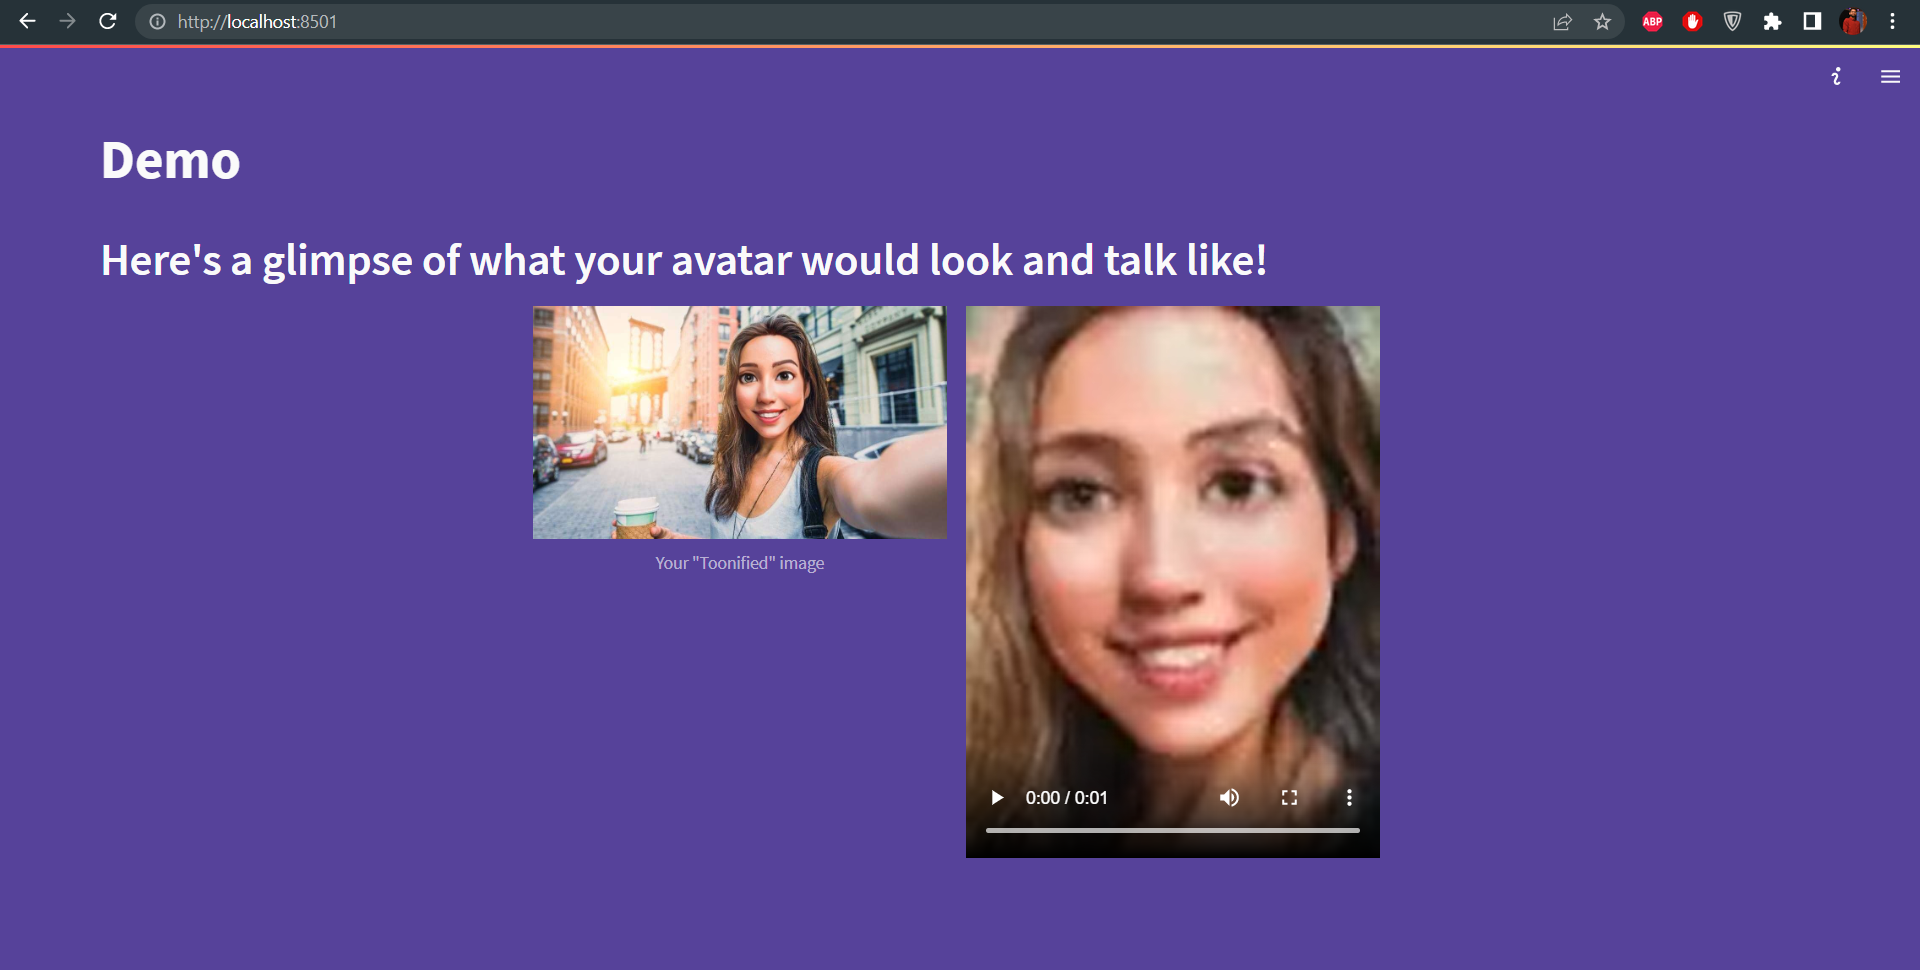 http://localhost:8501
ABP
Demo
Here's a glimpse of what your avatar would look and talk like!
Your "Toonified" image
0:00 / 0:01